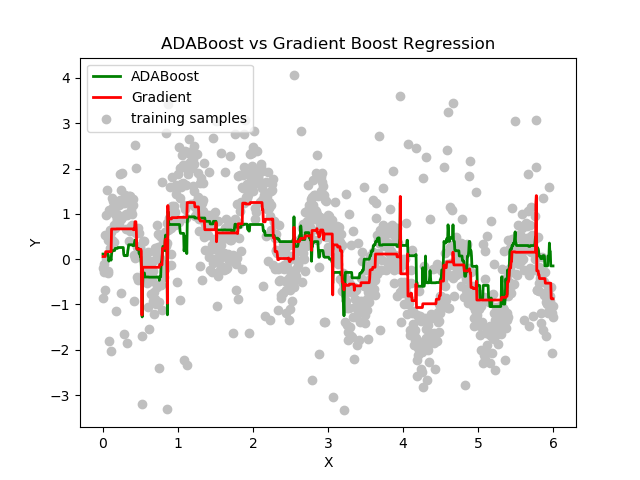 ADABoost vs Gradient Boost Regression
ADABoost
Gradient
training samples
4
3
2
1
0
−1
−2
−3
Y
0
1
2
3
4
5
6
X